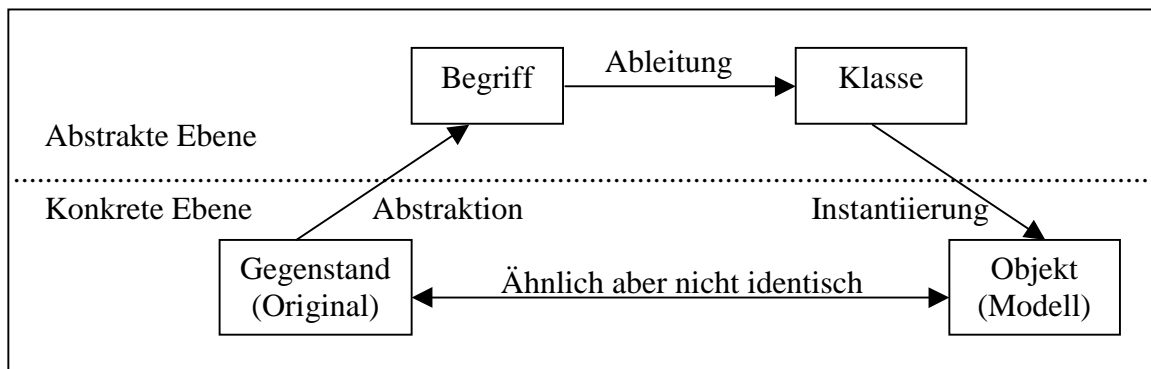 Begriff
Ableitung
Klasse
Abstrakte Ebene
Konkrete Ebene
Abstraktion
Instantiierung
Gegenstand
(Original)
Ähnlich aber nicht identisch
Objekt
(Modell)